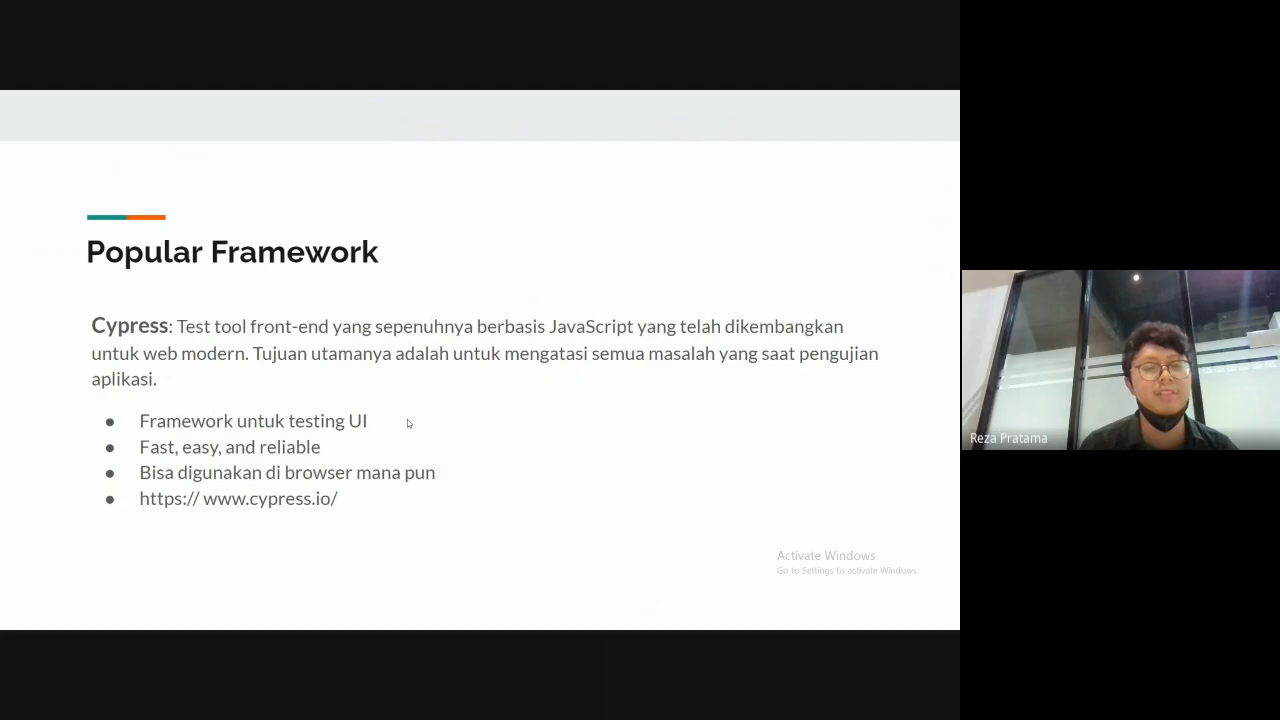 Popular Framework
Cypress: Test tool front-end yang sepenuhnya berbasis JavaScript yang telah dikembangkan
untuk web modern. Tujuan utamanya adalah untuk mengatasi semua masalah yang saat pengujian
aplikasi.
● Framework untuk testing UI
● Fast, easy, and reliable
● Bisa digunakan di browser mana pun
● https:// www.cypress.io/
Activate Windows
Go to Settings to activate Windows.
Reza Pratama